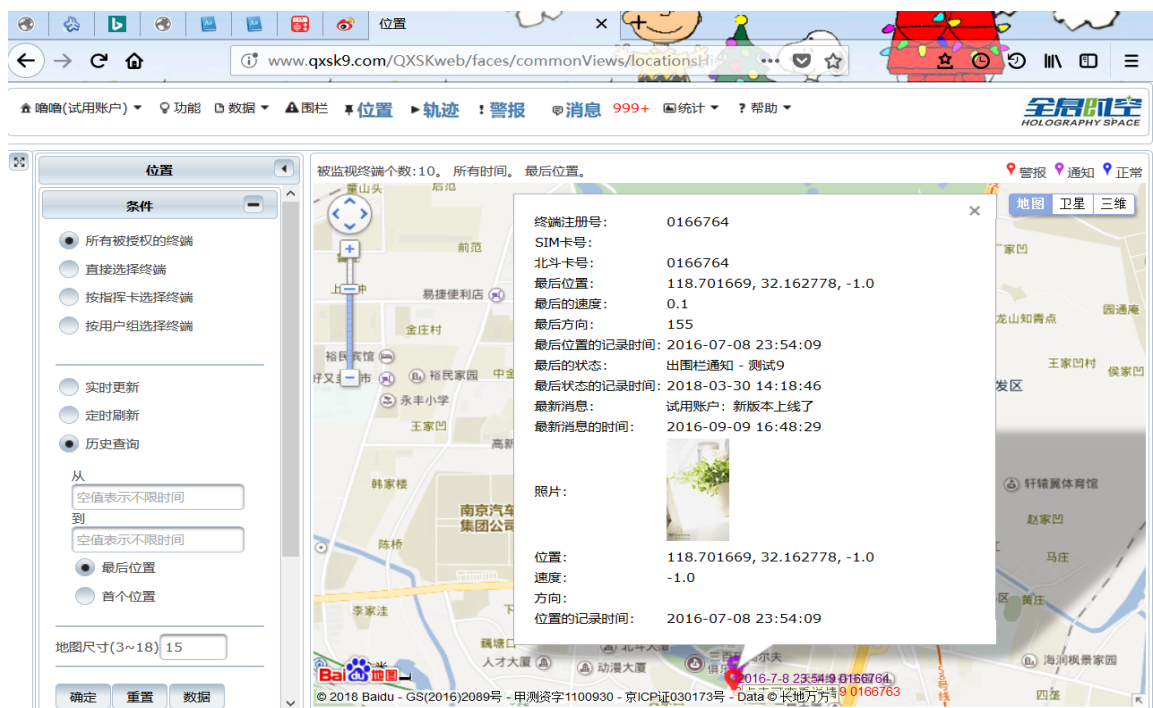 位置
www.qxsk9.com/QXSKweb/faces/commonViews/locationsHi
噜噜(试用账户) 功能 数据 围栏 位置 轨迹 警报 消息 999+ 统计 ? 帮助
全息时空
HOLOGRAPHY SPACE
位置
条件
所有被授权的终端
直接选择终端
按指挥卡选择终端
按用户组选择终端
实时更新
定时刷新
历史查询
从
空值表示不限时间
到
空值表示不限时间
最后位置
首个位置
地图尺寸(3~18) 15
确定 重置 数据
被监视终端个数:10。 所有时间。 最后位置。
警报 通知 正常
地图 卫星 三维
终端注册号: 0166764
SIM卡号:
北斗卡号: 0166764
最后位置: 118.701669, 32.162778, -1.0
最后的速度: 0.1
最后方向: 155
最后位置的记录时间: 2016-07-08 23:54:09
最后的状态: 出围栏通知 - 测试9
最后状态的记录时间: 2018-03-30 14:18:46
最新消息: 试用账户: 新版本上线了
最新消息的时间: 2016-09-09 16:48:29
照片:
位置: 118.701669, 32.162778, -1.0
速度: -1.0
方向:
位置的记录时间: 2016-07-08 23:54:09
童山头
后范
前范
易捷便利店
金庄村
裕民家园
永丰小学
王家凹
韩家楼
南京汽车
集团公司
陈桥
李家洼
藕塘口
人才大厦
动漫大厦
北斗大厦
龙山知青点
园通庵
王家凹村
侯家凹
发区
轩辕翼体育馆
赵家凹
马庄
黄庄
海润枫景家园
四圣
Bai 地图
2016-7-8 23:54:9 0166764
9 0166763
© 2018 Baidu - GS(2016)2089号 - 甲测资字1100930 - 京ICP证030173号 - Data © 长地万方